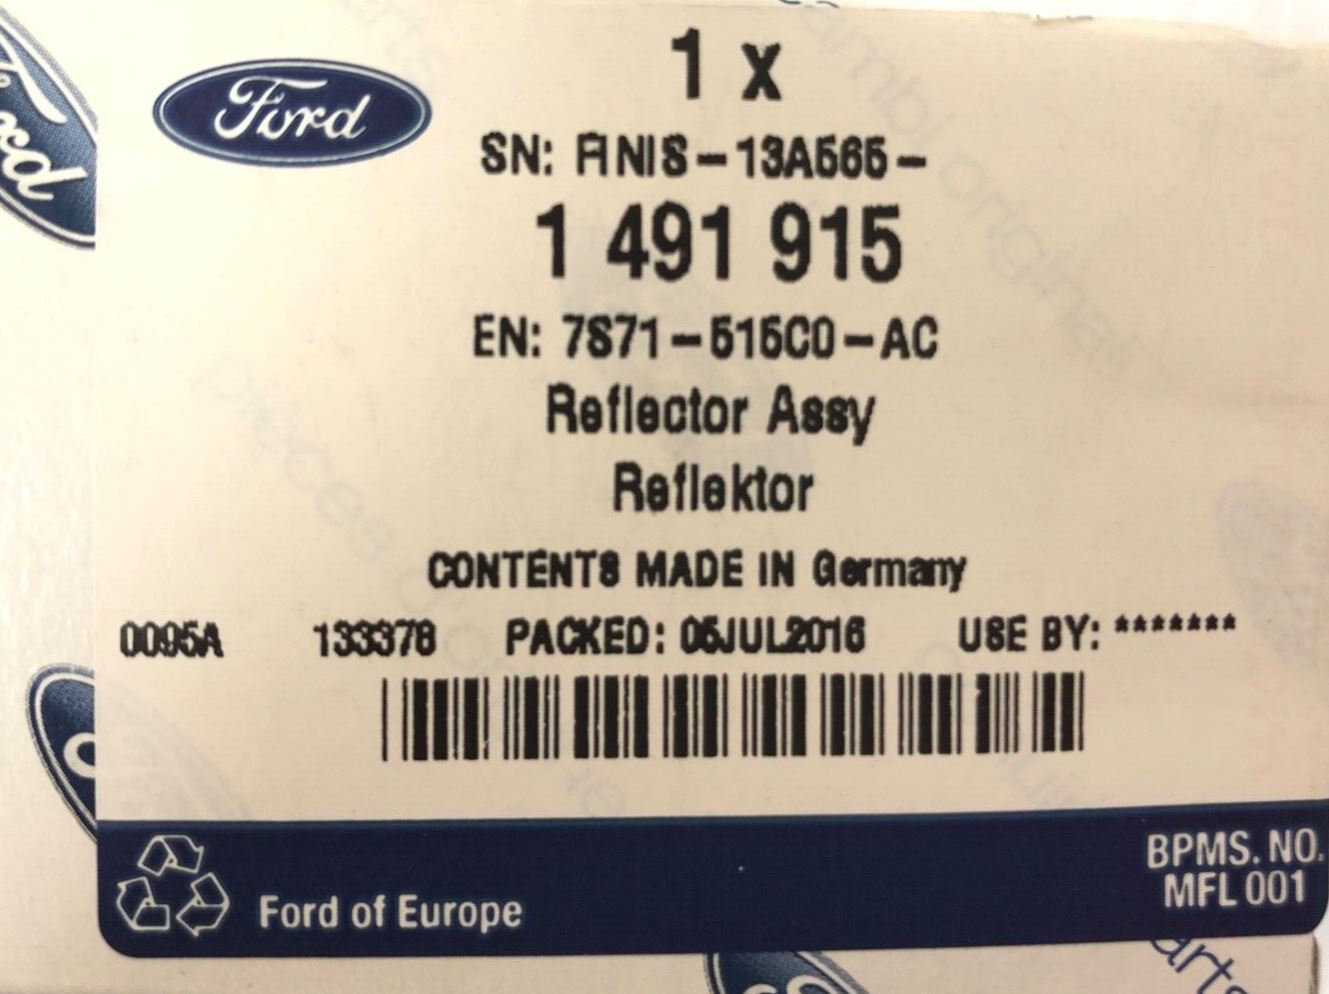 Ford
1 x
SN: FINIS-13A565-
1 491 915
EN: 7S71-515C0-AC
Reflector Assy
Reflektor
CONTENTS MADE IN Germany
0095A 133378 PACKED: 05JUL2016 USE BY: *******
Ford of Europe
BPMS. NO.
MFL 001